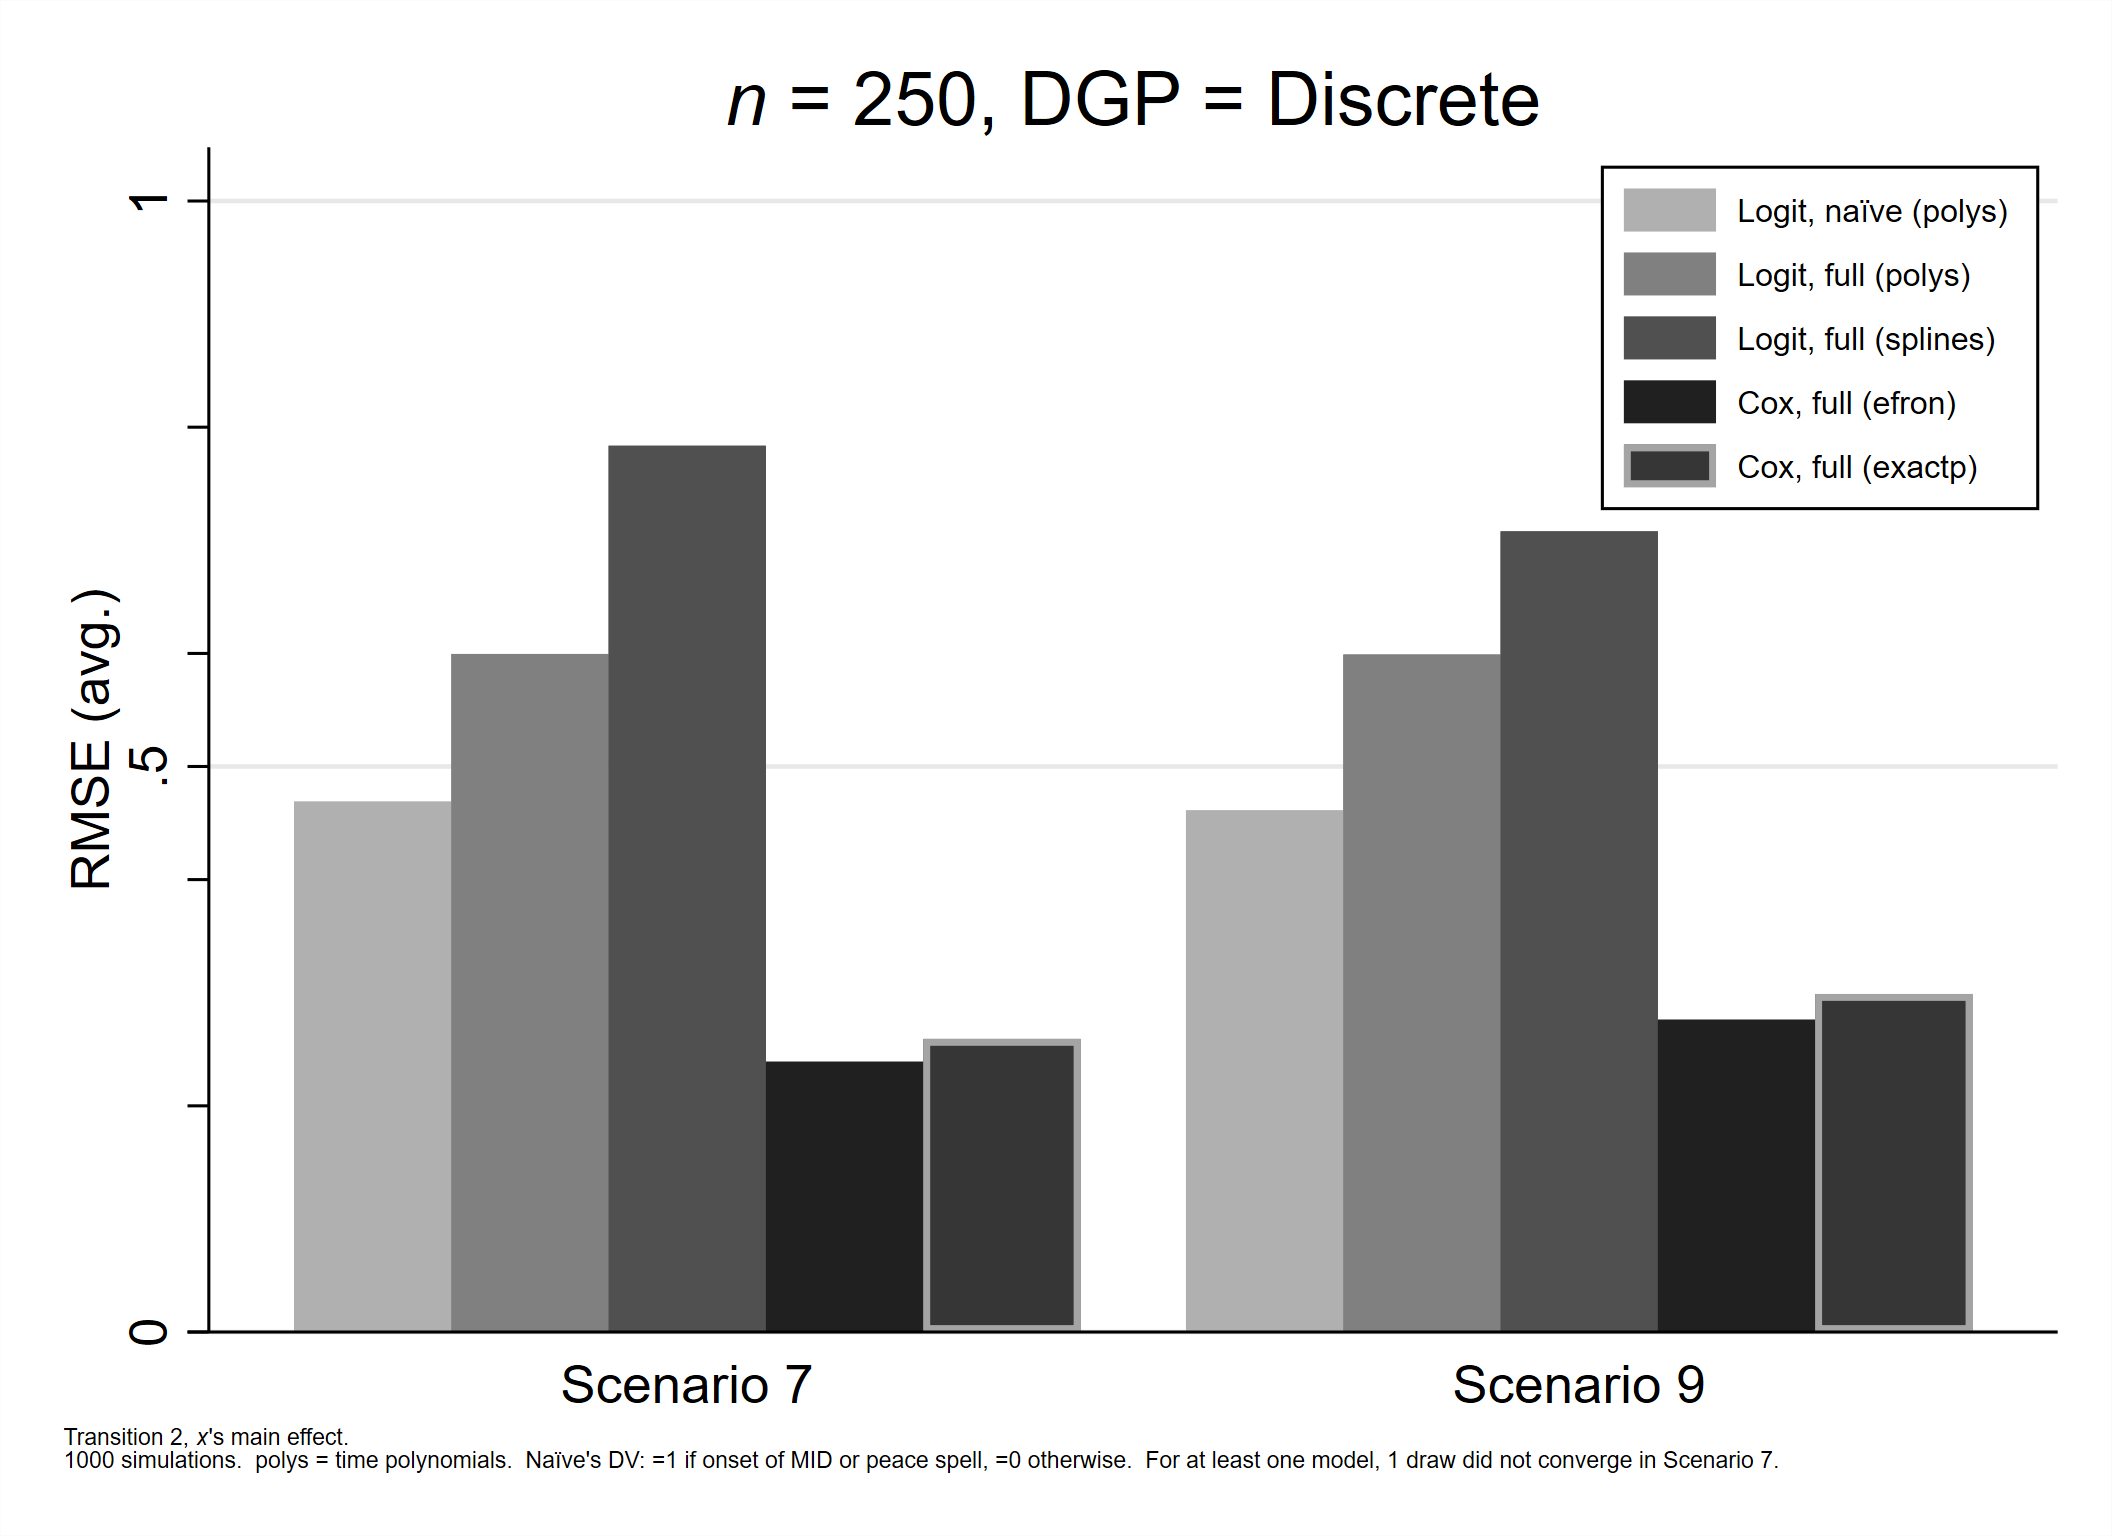 n = 250, DGP = Discrete
RMSE (avg.)
1
.5
0
Logit, naïve (polys)
Logit, full (polys)
Logit, full (splines)
Cox, full (efron)
Cox, full (exactp)
Scenario 7
Scenario 9
Transition 2, x's main effect.
1000 simulations.  polys = time polynomials.  Naïve's DV: =1 if onset of MID or peace spell, =0 otherwise.  For at least one model, 1 draw did not converge in Scenario 7.